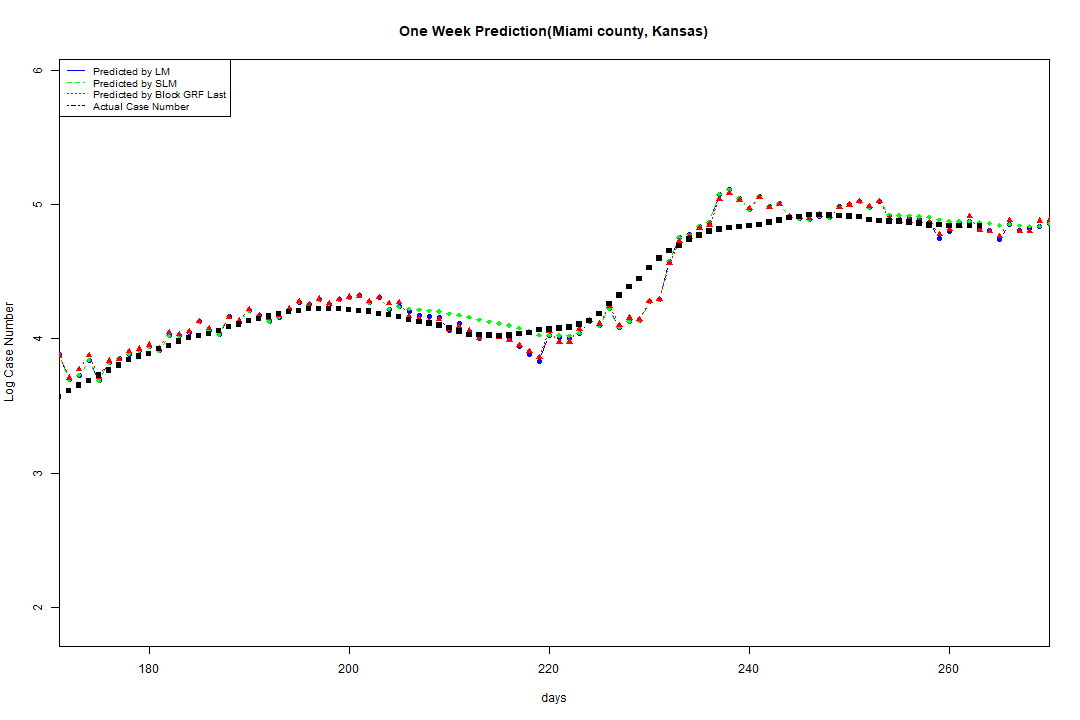 One Week Prediction(Miami county, Kansas)
Predicted by LM
Predicted by SLM
Predicted by Block GRF Last
Actual Case Number
6
5
4
3
2
Log Case Number
180 200 220 240 260
days